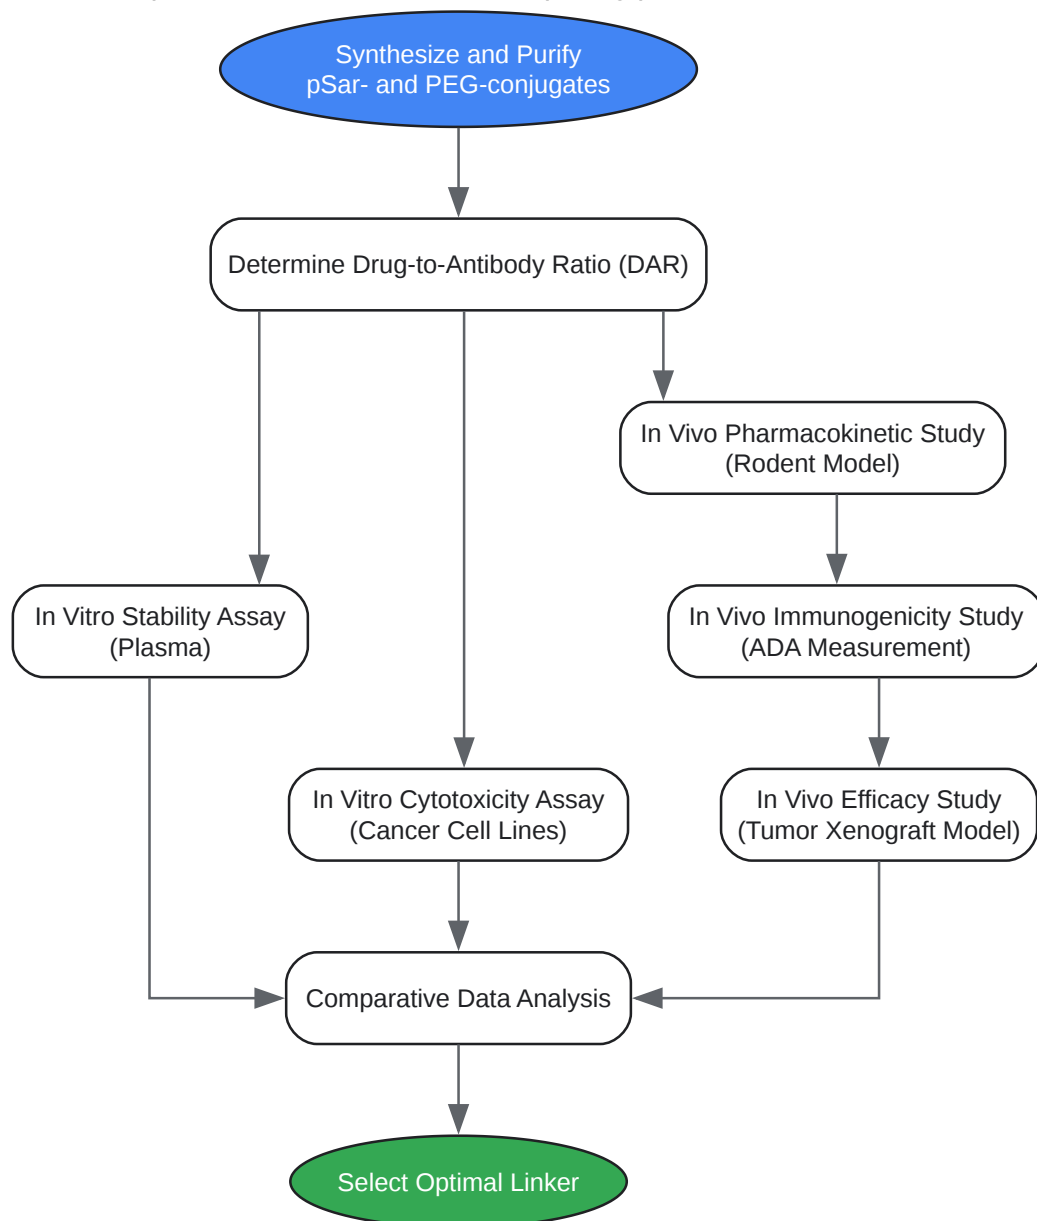 Synthesize and Purify
pSar- and PEG-conjugates
Determine Drug-to-Antibody Ratio (DAR)
In Vivo Pharmacokinetic Study
(Rodent Model)
In Vitro Stability Assay
(Plasma)
In Vivo Immunogenicity Study
(ADA Measurement)
In Vitro Cytotoxicity Assay
(Cancer Cell Lines)
In Vivo Efficacy Study
(Tumor Xenograft Model)
Comparative Data Analysis
Select Optimal Linker